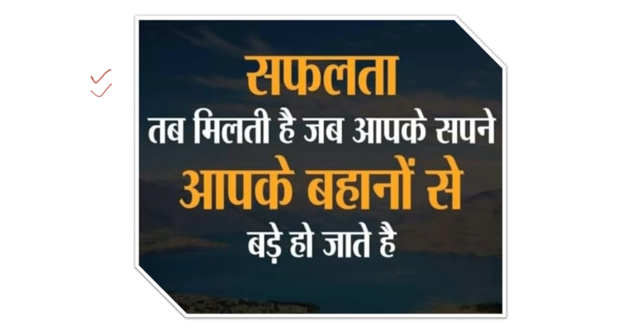 सफलता
तब मिलती है जब आपके सपने
आपके बहानों से
बड़े हो जाते है